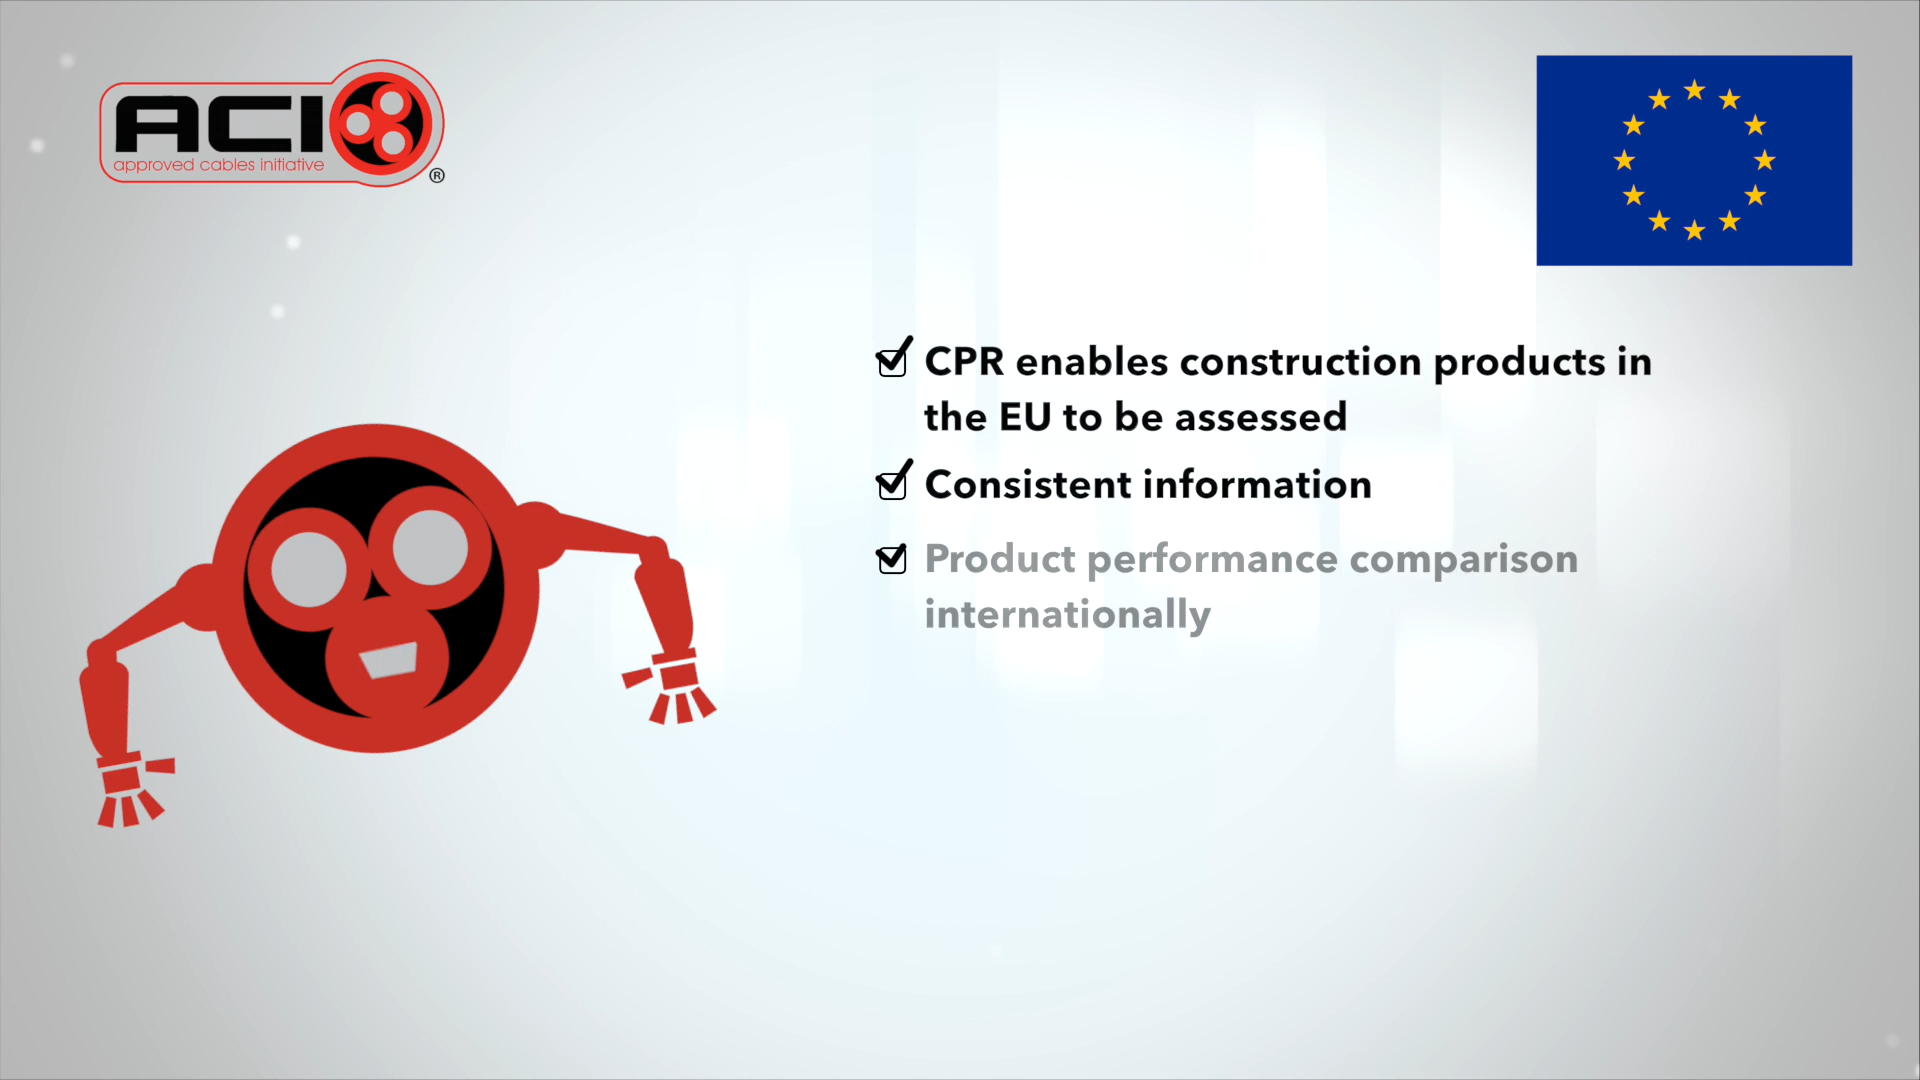 ACI
approved cables initiative
®
CPR enables construction products in
the EU to be assessed
Consistent information
Product performance comparison
internationally